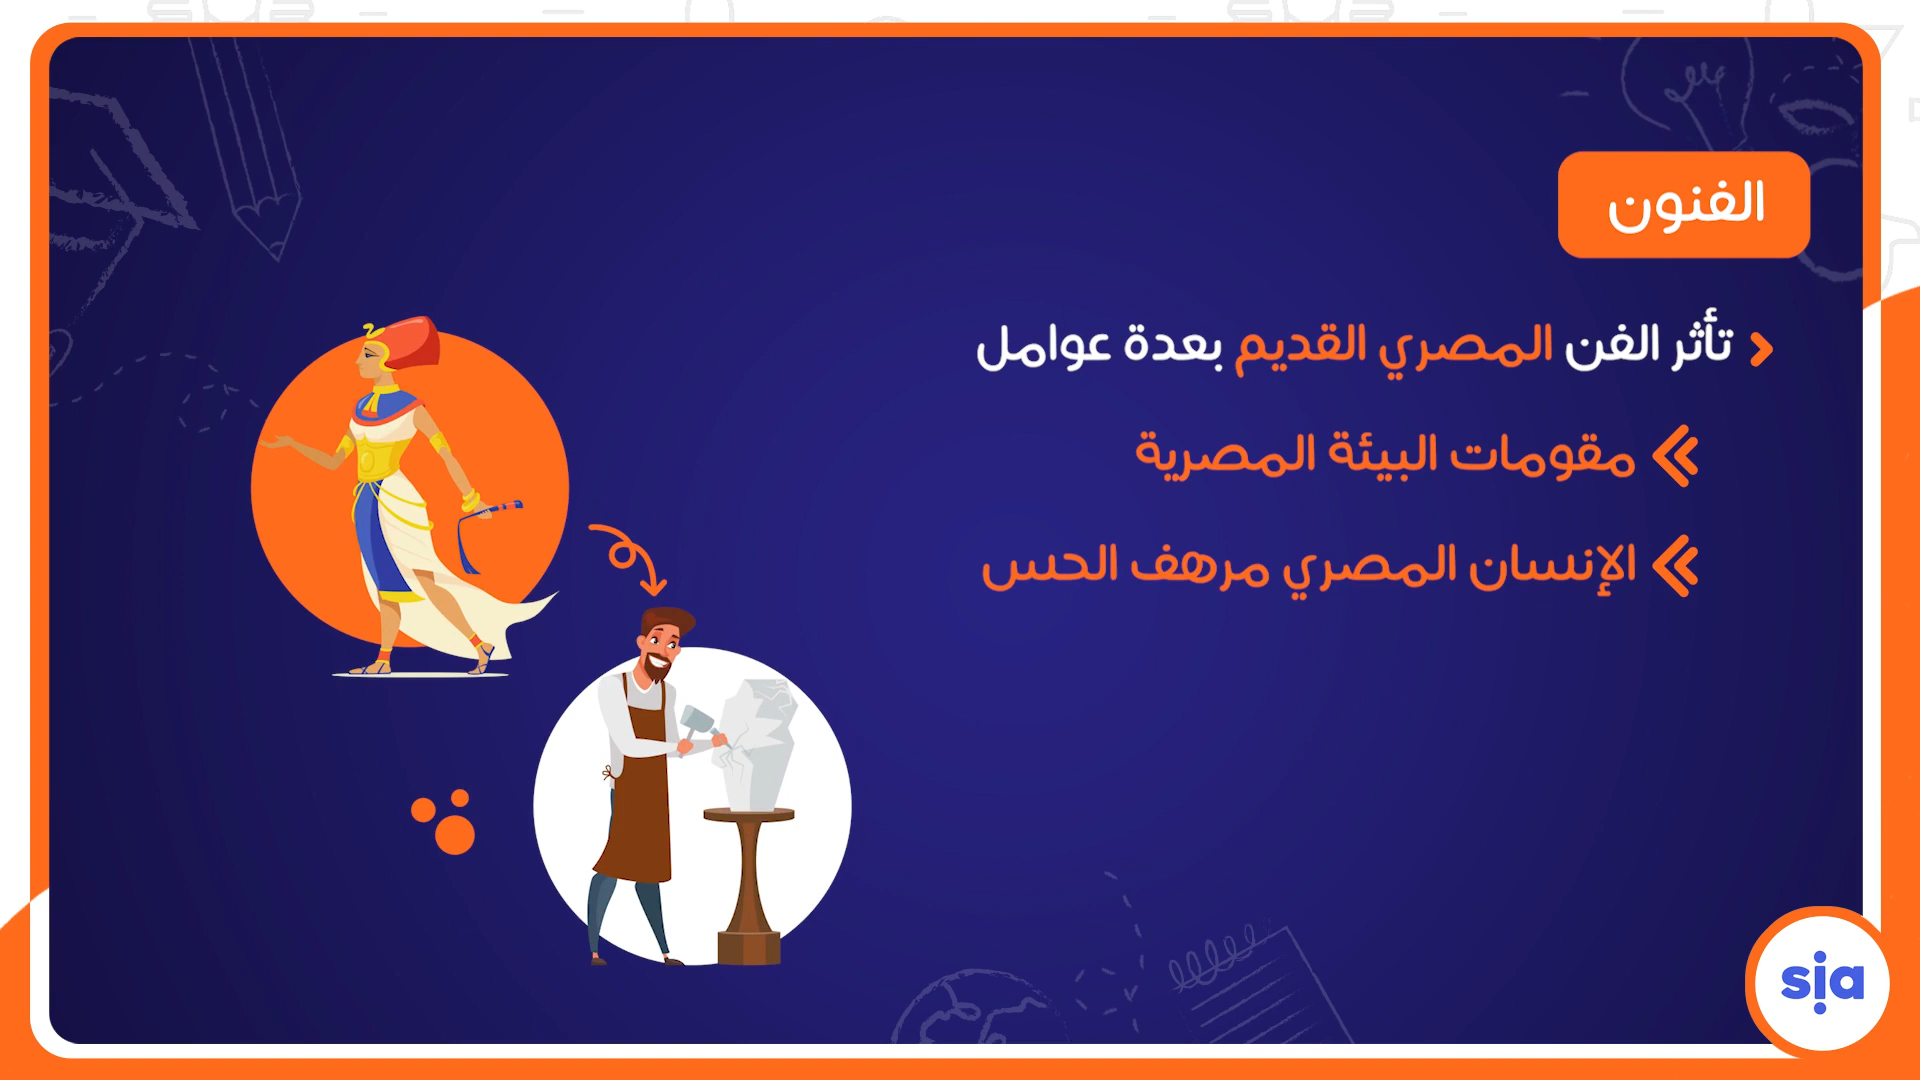 الفنون
تأثر الفن المصري القديم بعدة عوامل
مقومات البيئة المصرية
الإنسان المصري مرهف الحس
sia